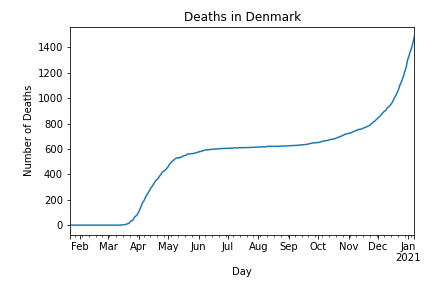 Deaths in Denmark
Number of Deaths
1400
1200
1000
800
600
400
200
0
Feb Mar Apr May Jun Jul Aug Sep Oct Nov Dec Jan
2021
Day